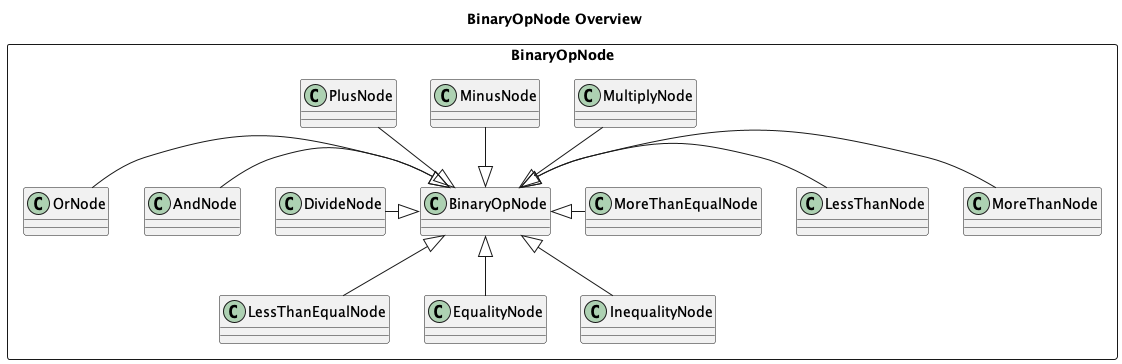 BinaryOpNode Overview
BinaryOpNode
C PlusNode
C MinusNode
C MultiplyNode
C OrNode
C AndNode
C DivideNode
C BinaryOpNode
C MoreThanEqualNode
C LessThanNode
C MoreThanNode
C LessThanEqualNode
C EqualityNode
C InequalityNode